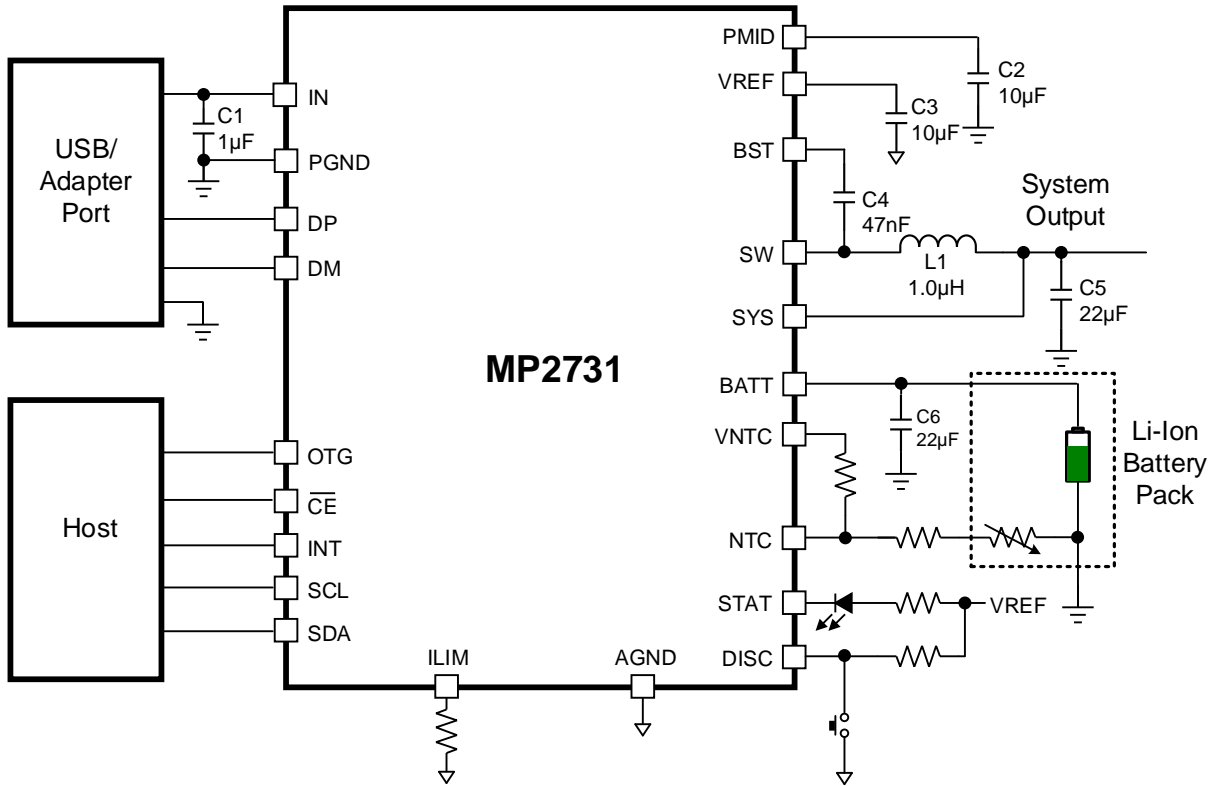 USB/
Adapter
Port
C1
1µF
IN
PGND
DP
DM
Host
OTG
CE
INT
SCL
SDA
MP2731
ILIM
AGND
PMID
VREF
BST
SW
SYS
BATT
VNTC
NTC
STAT
DISC
C2
10µF
C3
10µF
C4
47nF
L1
1.0µH
System
Output
C5
22µF
C6
22µF
Li-Ion
Battery
Pack
VREF